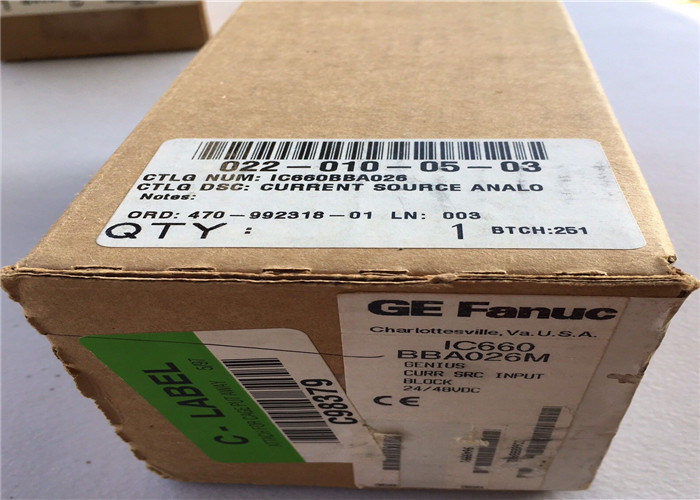 022-010-05-03
CTLG NUM: IC660BBA026
CTLG DSC: CURRENT SOURCE ANALO
Notes:
ORD: 470-992318-01 LN: 003
QTY: 1 BTCH:251
GE Fanuc
Charlottesville, Va. U.S.A.
IC660
BBA026M
GENIUS
CURR SRC INPUT
BLOCK
24/48VDC
CE
C-LABEL
C98319